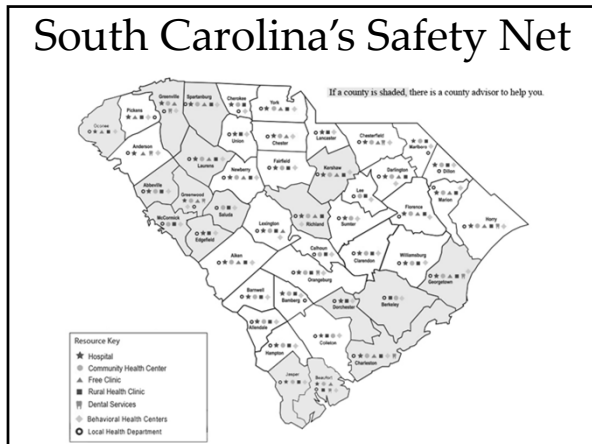 South Carolina's Safety Net
If a county is shaded, there is a county advisor to help you.
Oconee
Pickens
Greenville
Spartanburg
Cherokee
York
Union
Chester
Lancaster
Chesterfield
Marlboro
Anderson
Laurens
Newberry
Fairfield
Kershaw
Darlington
Dillon
Abbeville
Greenwood
Lee
Marion
McCormick
Saluda
Lexington
Richland
Sumter
Florence
Horry
Edgefield
Calhoun
Clarendon
Williamsburg
Aiken
Orangeburg
Georgetown
Barnwell
Bamberg
Dorchester
Berkeley
Allendale
Colleton
Hampton
Charleston
Jasper
Beaufort
Resource Key
Hospital
Community Health Center
Free Clinic
Rural Health Clinic
Dental Services
Behavioral Health Centers
Local Health Department